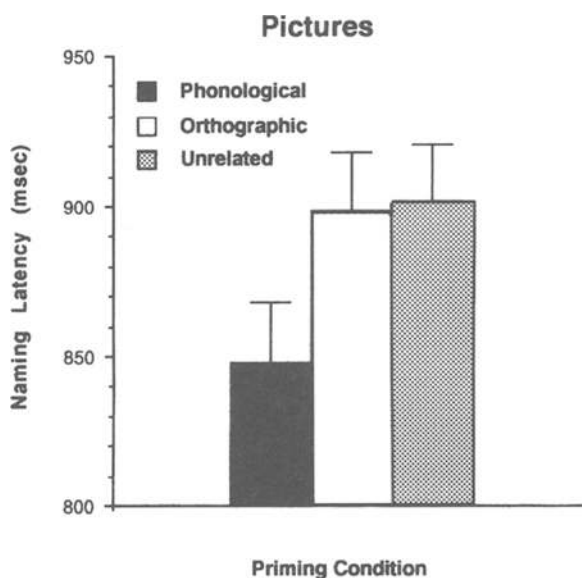 Pictures
950
900
850
800
Naming Latency (msec)
Phonological
Orthographic
Unrelated
Priming Condition